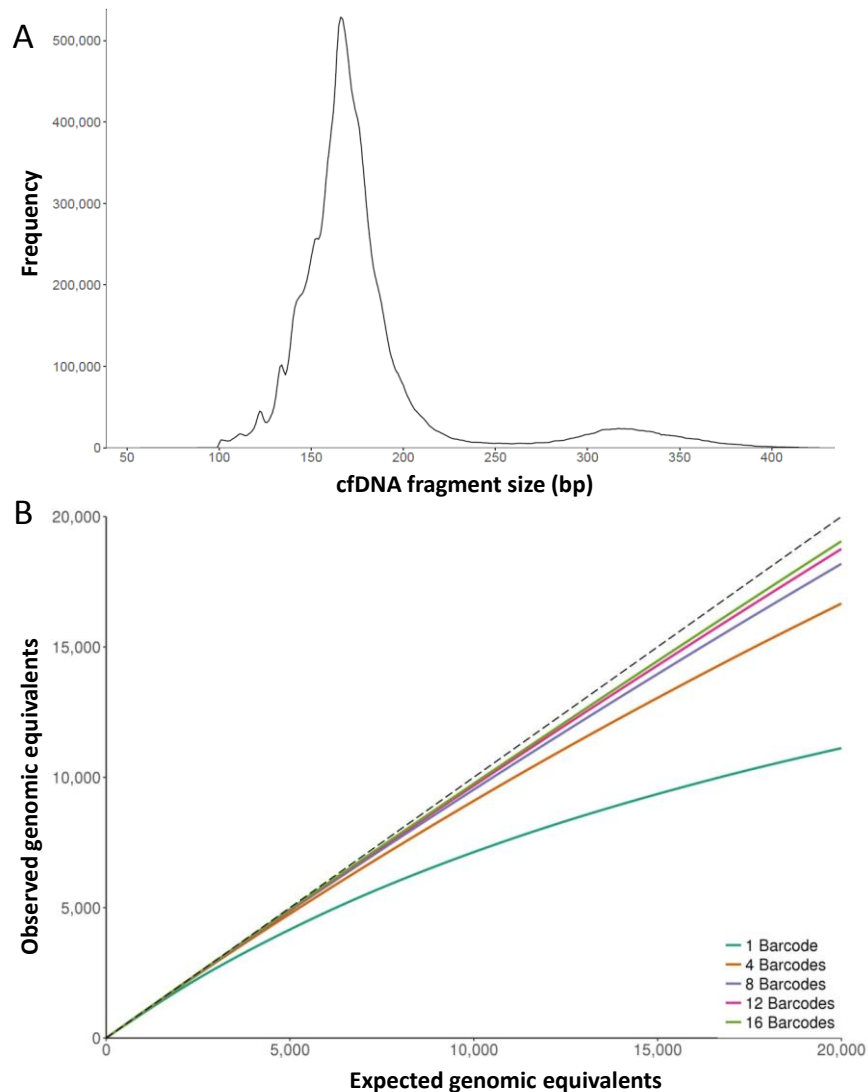 A
500,000
400,000
300,000
200,000
100,000
0
Frequency
50 100 150 200 250 300 350 400
cfDNA fragment size (bp)
B
20,000
15,000
10,000
5,000
0
Observed genomic equivalents
1 Barcode
4 Barcodes
8 Barcodes
12 Barcodes
16 Barcodes
0 5,000 10,000 15,000 20,000
Expected genomic equivalents